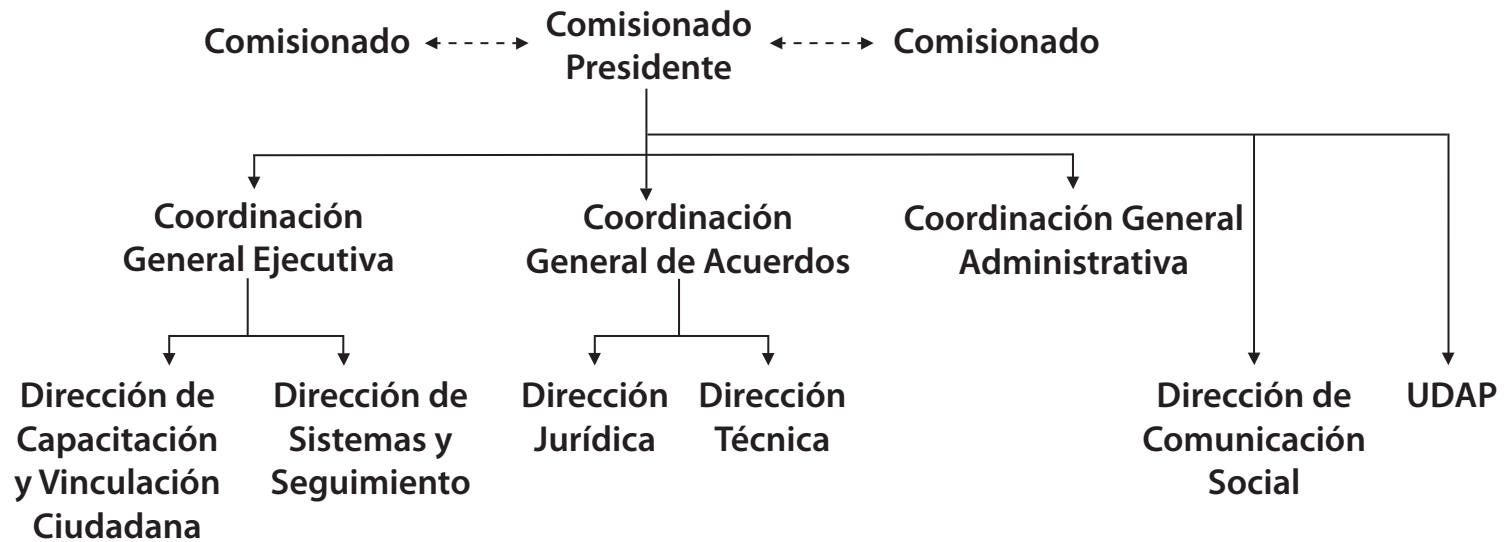 Comisionado
Comisionado
Presidente
Comisionado
Coordinación
General Ejecutiva
Coordinación
General de Acuerdos
Coordinación General
Administrativa
Dirección de
Capacitación
y Vinculación
Ciudadana
Dirección de
Sistemas y
Seguimiento
Dirección
Jurídica
Dirección
Técnica
Dirección de
Comunicación
Social
UDAP